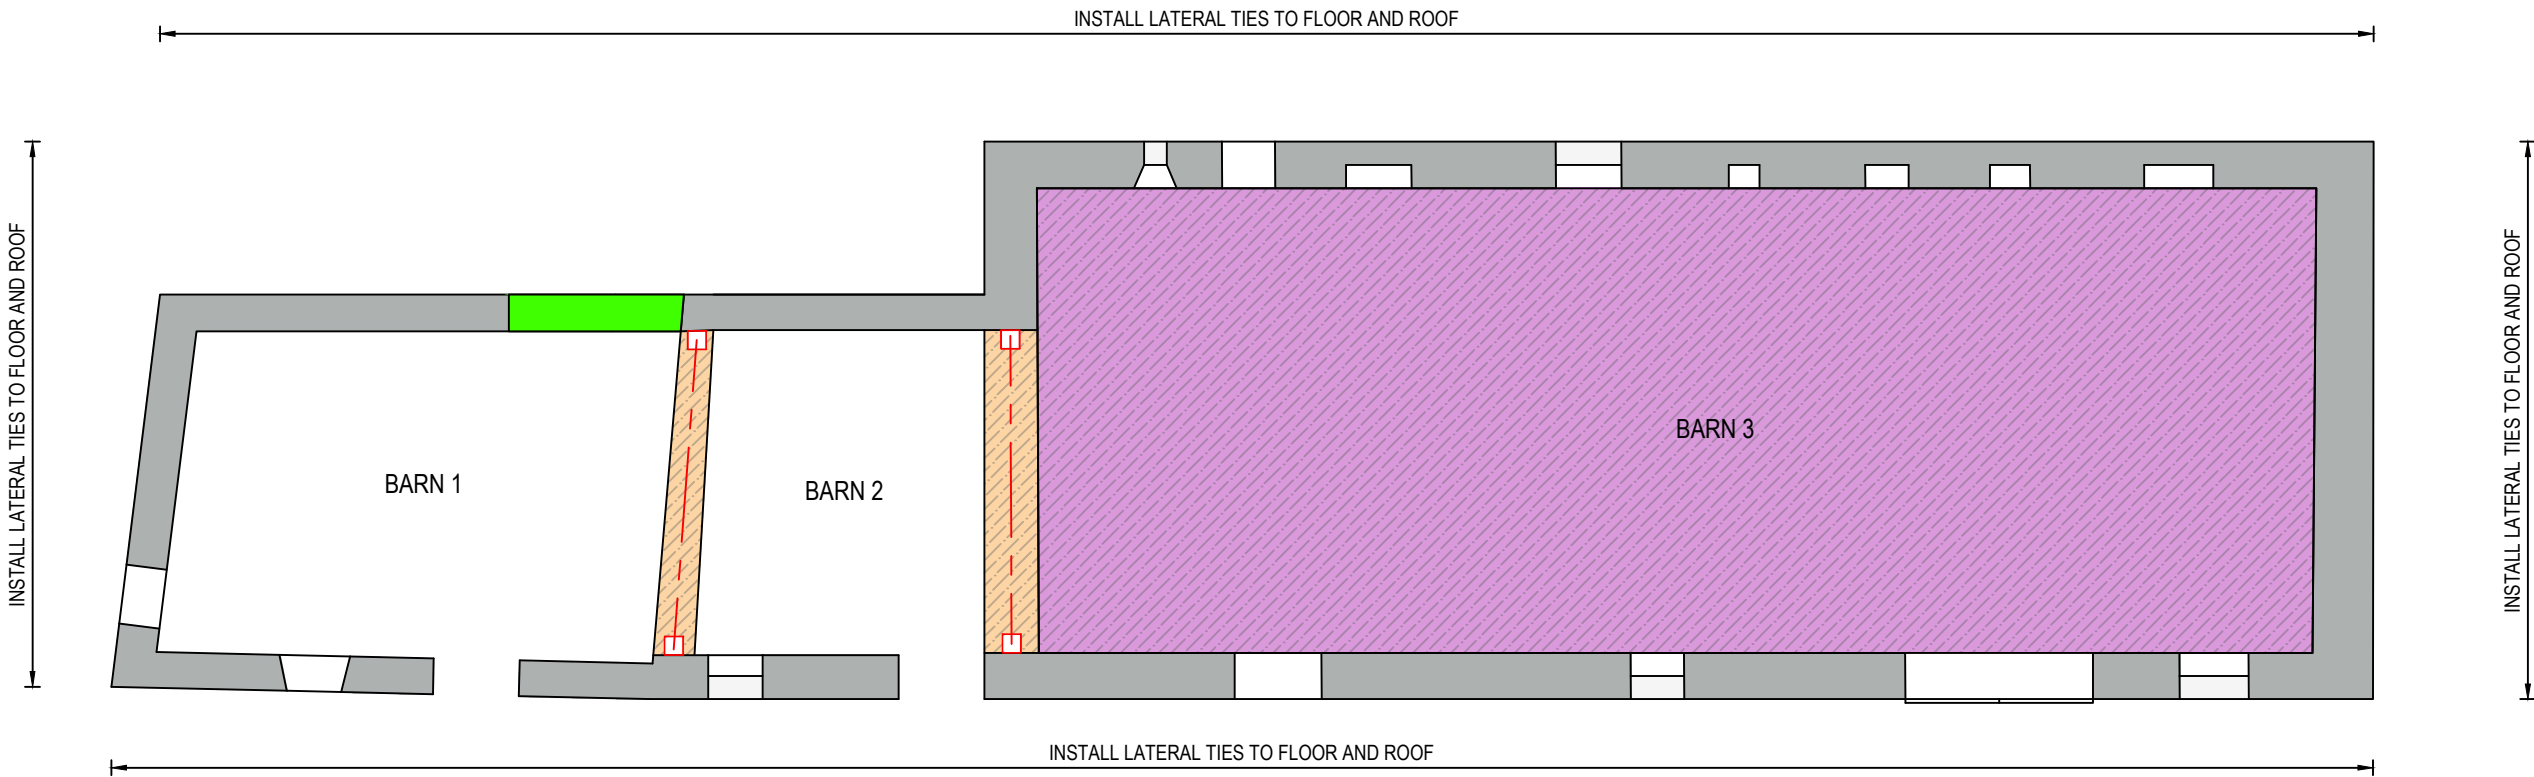 INSTALL LATERAL TIES TO FLOOR AND ROOF
INSTALL LATERAL TIES TO FLOOR AND ROOF
INSTALL LATERAL TIES TO FLOOR AND ROOF
BARN 1
BARN 2
BARN 3
INSTALL LATERAL TIES TO FLOOR AND ROOF